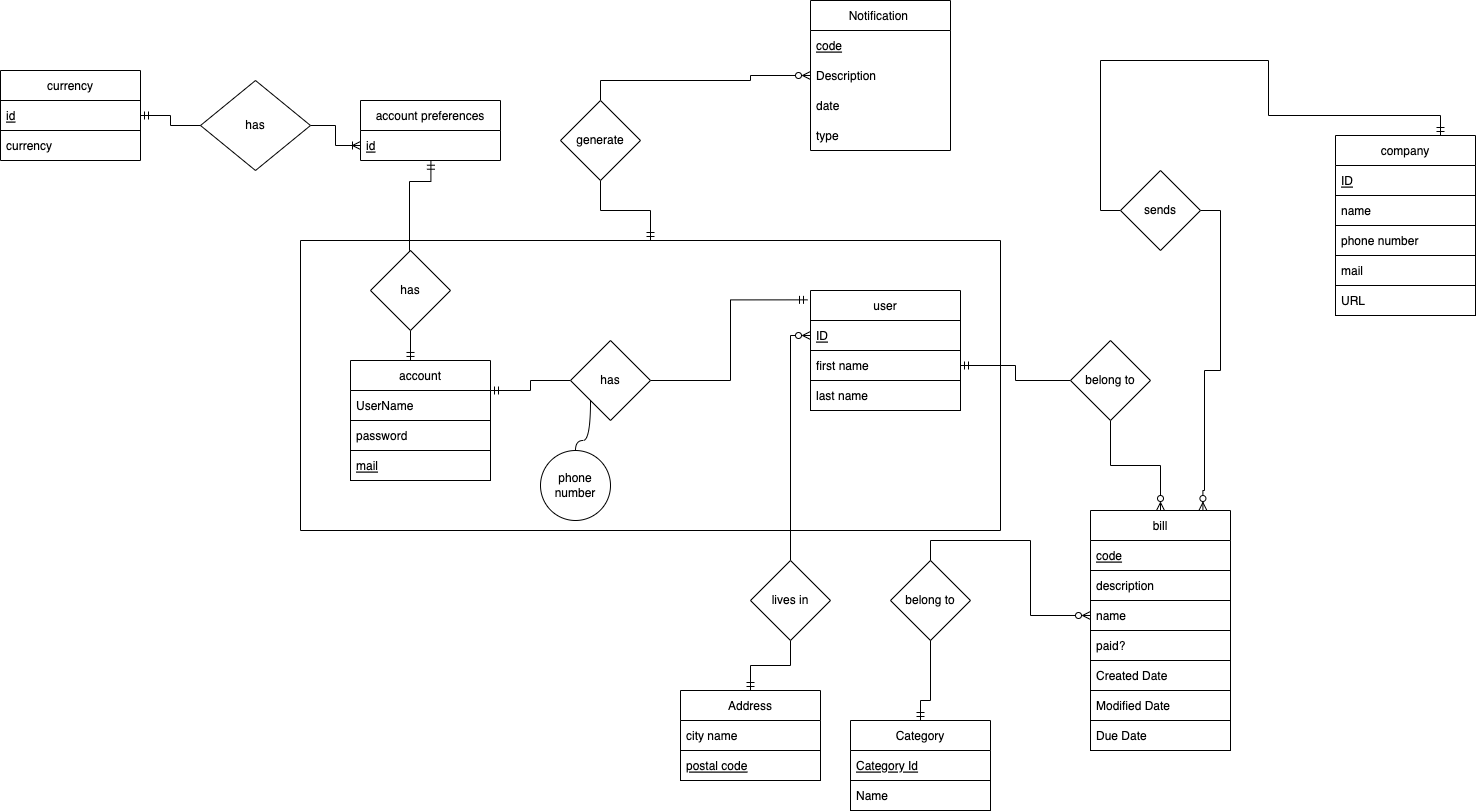 Notification
code
Description
date
type
currency
id
currency
has
account preferences
id
generate
company
ID
name
phone number
mail
URL
sends
has
account
UserName
password
mail
has
phone
number
user
ID
first name
last name
belong to
bill
code
description
name
paid?
Created Date
Modified Date
Due Date
lives in
belong to
Address
city name
postal code
Category
Category Id
Name